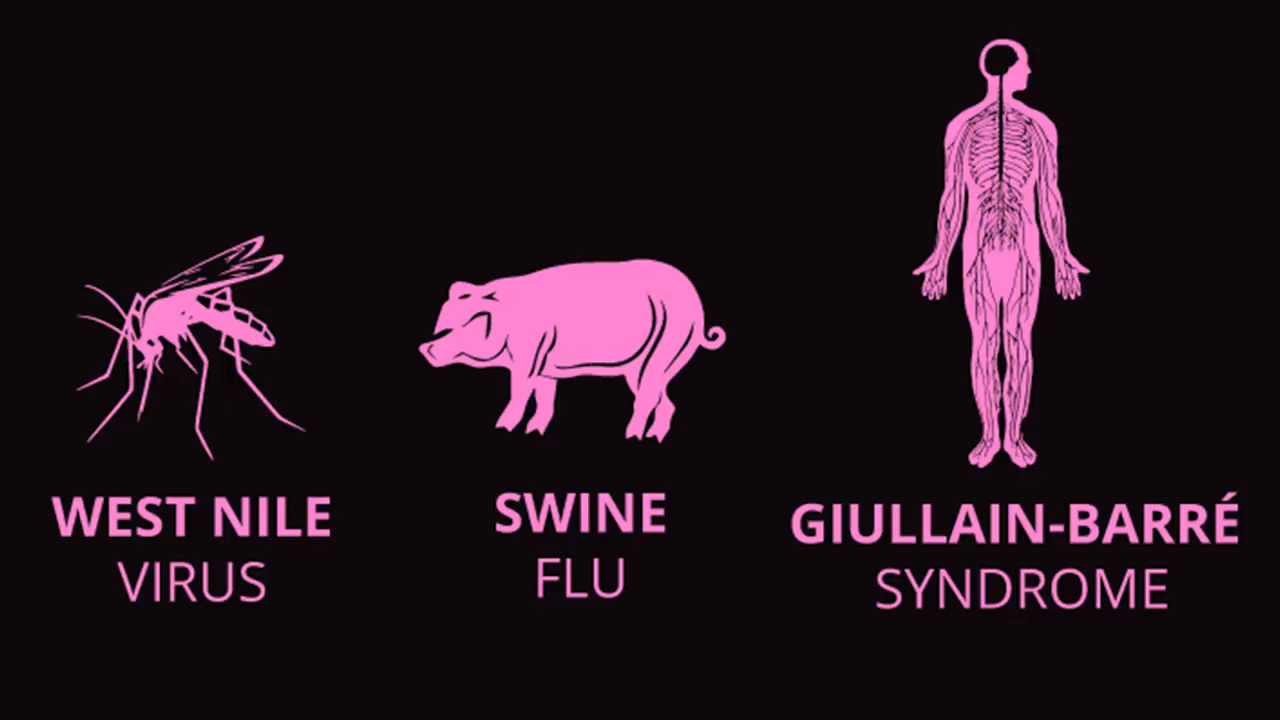 WEST NILE
VIRUS
SWINE
FLU
GIULLAIN-BARRÉ
SYNDROME